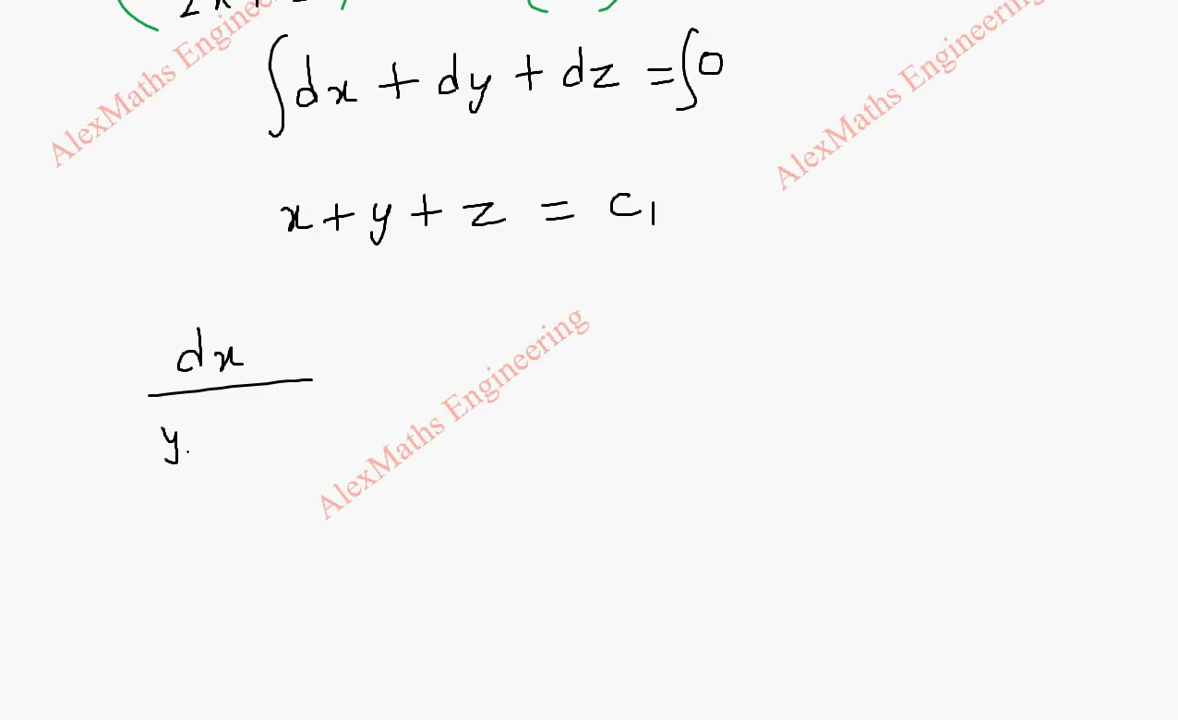 ∫dx + dy + dz = ∫0
x + y + z = c₁
dx
y.
AlexMaths Engineering
AlexMaths Engineering
AlexMaths Engineering